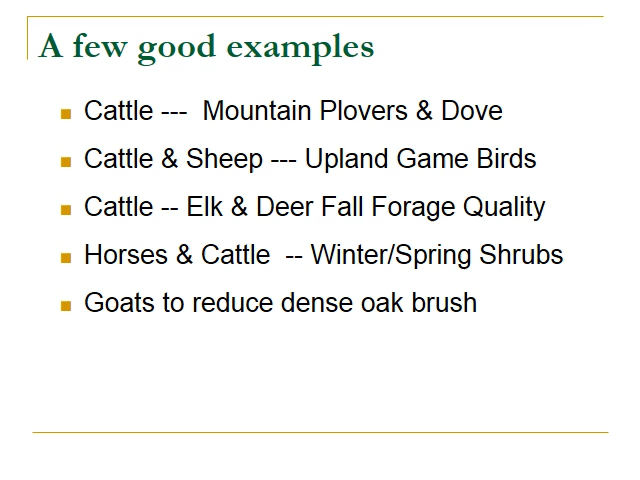 A few good examples
Cattle ---  Mountain Plovers & Dove
Cattle & Sheep --- Upland Game Birds
Cattle -- Elk & Deer Fall Forage Quality
Horses & Cattle  -- Winter/Spring Shrubs
Goats to reduce dense oak brush